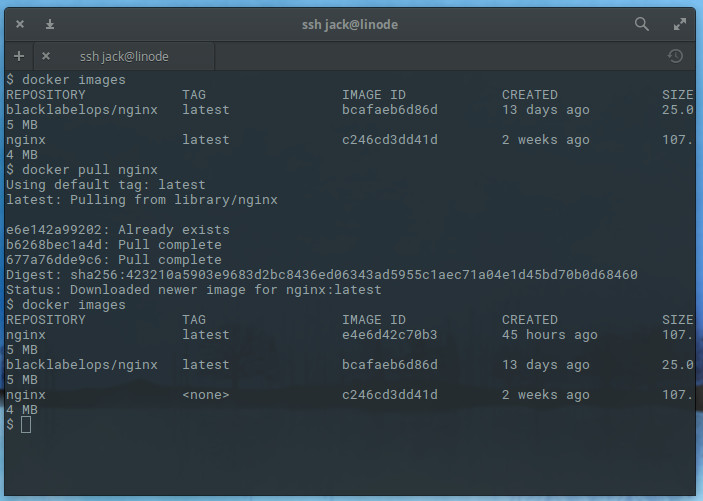 ssh jack@linode
ssh jack@linode
$ docker images
REPOSITORY TAG IMAGE ID CREATED SIZE
blacklabelops/nginx latest bcafaeb6d86d 13 days ago 25.0
5 MB
nginx latest c246cd3dd41d 2 weeks ago 107.
4 MB
$ docker pull nginx
Using default tag: latest
latest: Pulling from library/nginx
e6e142a99202: Already exists
b6268bec1a4d: Pull complete
677a76dde9c6: Pull complete
Digest: sha256:423210a5903e9683d2bc8436ed06343ad5955c1aec71a04e1d45bd70b0d68460
Status: Downloaded newer image for nginx:latest
$ docker images
REPOSITORY TAG IMAGE ID CREATED SIZE
nginx latest e4e6d42c70b3 45 hours ago 107.
5 MB
blacklabelops/nginx latest bcafaeb6d86d 13 days ago 25.0
5 MB
nginx <none> c246cd3dd41d 2 weeks ago 107.
4 MB
$